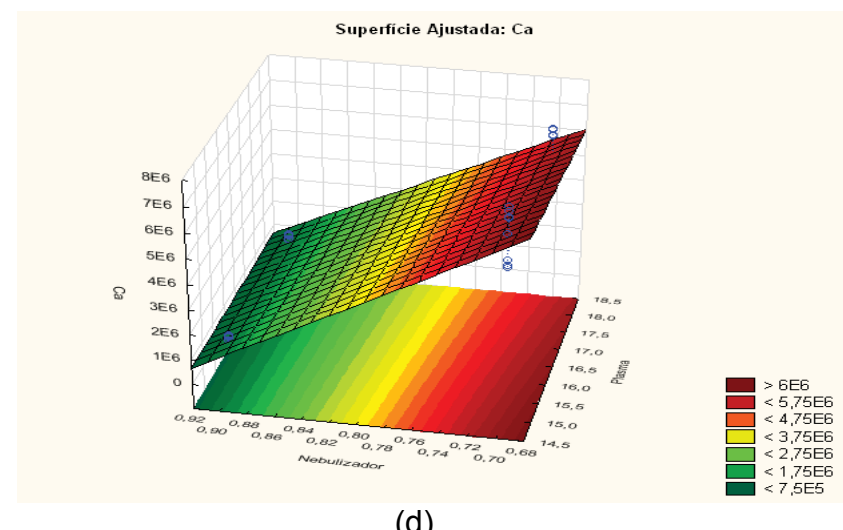 Superfície Ajustada: Ca
8E6
7E6
6E6
5E6
4E6
3E6
2E6
1E6
0
Ca
0,92
0,90
0,88
0,86
0,84
0,82
0,80
0,78
0,76
0,74
0,72
0,70
0,68
Nebulizador
18,5
18,0
17,5
17,0
16,5
16,0
15,5
15,0
14,5
Plasma
> 6E6
< 5,75E6
< 4,75E6
< 3,75E6
< 2,75E6
< 1,75E6
< 7,5E5
(d)